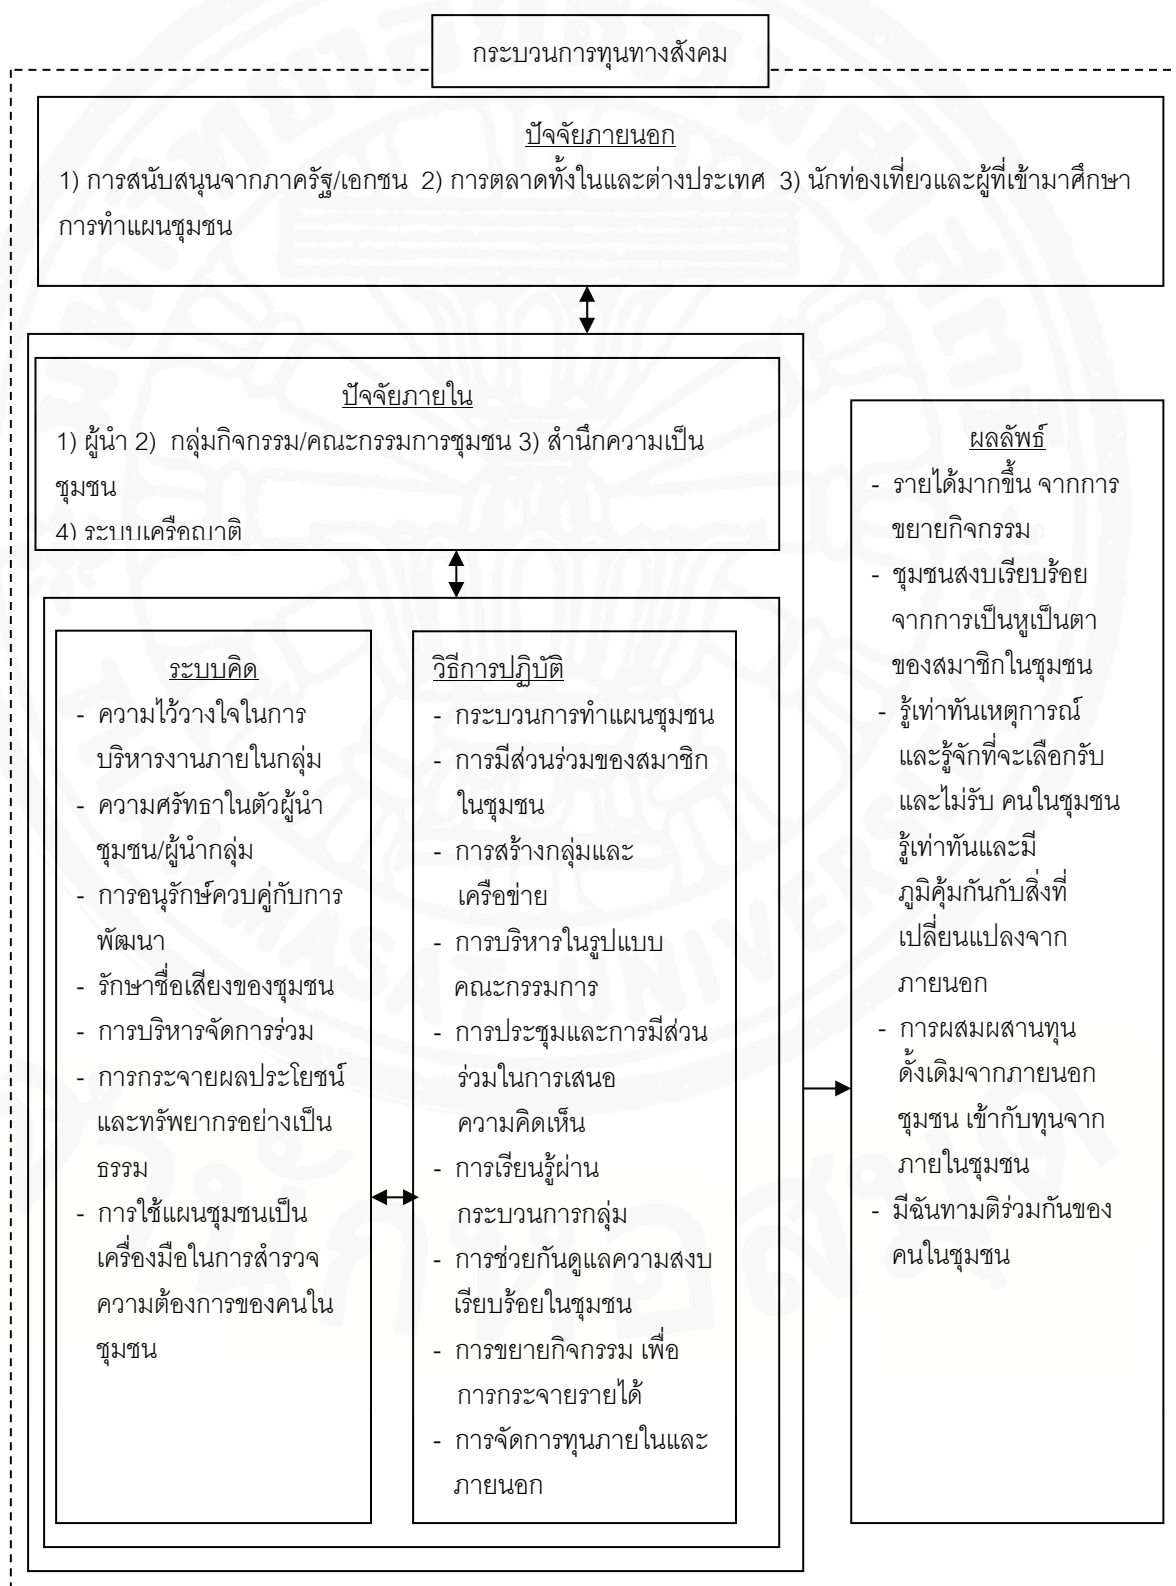 กระบวนการทุนทางสังคม
ปัจจัยภายนอก
1) การสนับสนุนจากภาครัฐ/เอกชน 2) การตลาดทั้งในและต่างประเทศ 3) นักท่องเที่ยวและผู้ที่เข้ามาศึกษา
การทำแผนชุมชน
ปัจจัยภายใน
1) ผู้นำ 2) กลุ่มกิจกรรม/คณะกรรมการชุมชน 3) สำนึกความเป็น
ชุมชน
4) ระบบเครือญาติ
ระบบคิด
- ความไว้วางใจในการ
บริหารงานภายในกลุ่ม
- ความศรัทธาในตัวผู้นำ
ชุมชน/ผู้นำกลุ่ม
- การอนุรักษ์ควบคู่กับการ
พัฒนา
- รักษาชื่อเสียงของชุมชน
- การบริหารจัดการร่วม
- การกระจายผลประโยชน์
และทรัพยากรอย่างเป็น
ธรรม
- การใช้แผนชุมชนเป็น
เครื่องมือในการสำรวจ
ความต้องการของคนใน
ชุมชน
วิธีการปฏิบัติ
- กระบวนการทำแผนชุมชน
- การมีส่วนร่วมของสมาชิก
ในชุมชน
- การสร้างกลุ่มและ
เครือข่าย
- การบริหารในรูปแบบ
คณะกรรมการ
- การประชุมและการมีส่วน
ร่วมในการเสนอ
ความคิดเห็น
- การเรียนรู้ผ่าน
กระบวนการกลุ่ม
- การช่วยกันดูแลความสงบ
เรียบร้อยในชุมชน
- การขยายกิจกรรม เพื่อ
การกระจายรายได้
- การจัดการทุนภายในและ
ภายนอก
ผลลัพธ์
- รายได้มากขึ้น จากการ
ขยายกิจกรรม
- ชุมชนสงบเรียบร้อย
จากการเป็นหูเป็นตา
ของสมาชิกในชุมชน
- รู้เท่าทันเหตุการณ์
และรู้จักที่จะเลือกรับ
และไม่รับ คนในชุมชน
รู้เท่าทันและมี
ภูมิคุ้มกันกับสิ่งที่
เปลี่ยนแปลงจาก
ภายนอก
- การผสมผสานทุน
ดั้งเดิมจากภายนอก
ชุมชน เข้ากับทุนจาก
ภายในชุมชน
- มีฉันทามติร่วมกันของ
คนในชุมชน